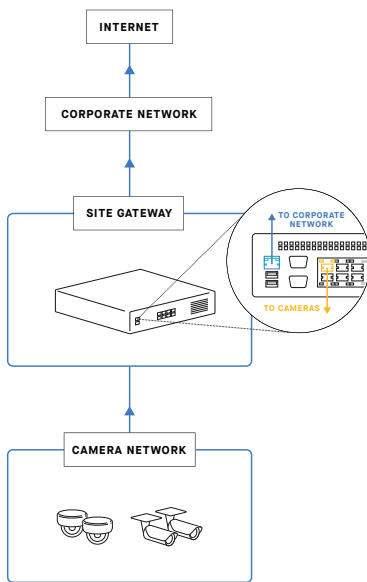 INTERNET
CORPORATE NETWORK
SITE GATEWAY
TO CORPORATE
NETWORK
TO CAMERAS
CAMERA NETWORK